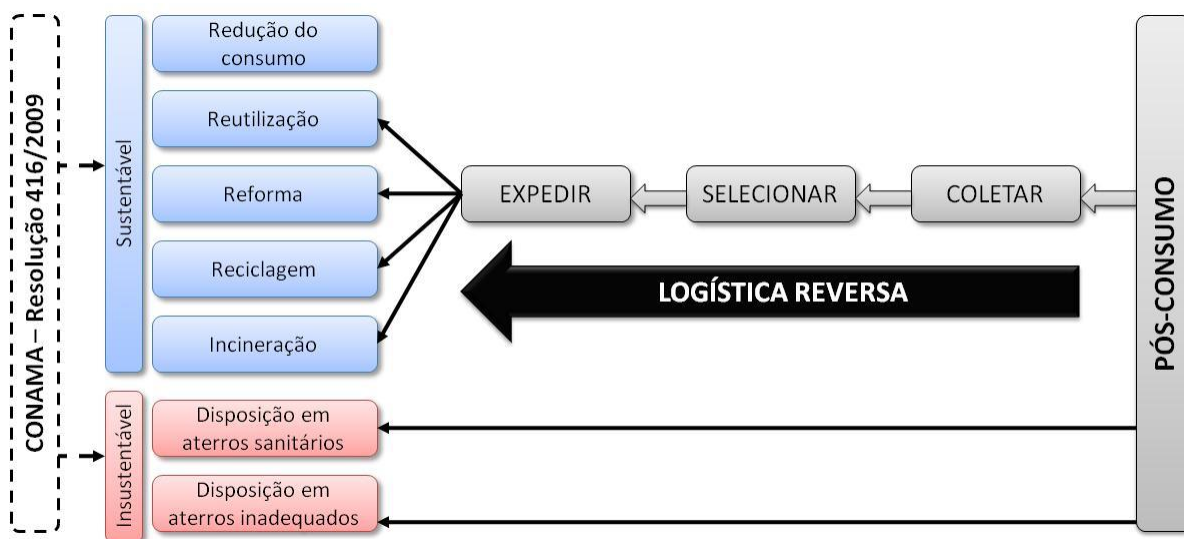 CONAMA – Resolução 416/2009
Sustentável
Redução do
consumo
Reutilização
Reforma
Reciclagem
Incineração
EXPEDIR
SELECIONAR
COLETAR
LOGÍSTICA REVERSA
PÓS-CONSUMO
Insustentável
Disposição em
aterros sanitários
Disposição em
aterros inadequados